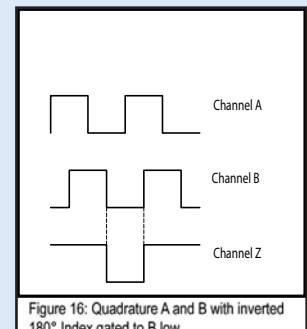 Channel A
Channel B
Channel Z
Figure 16: Quadrature A and B with inverted
180° Index gated to B low